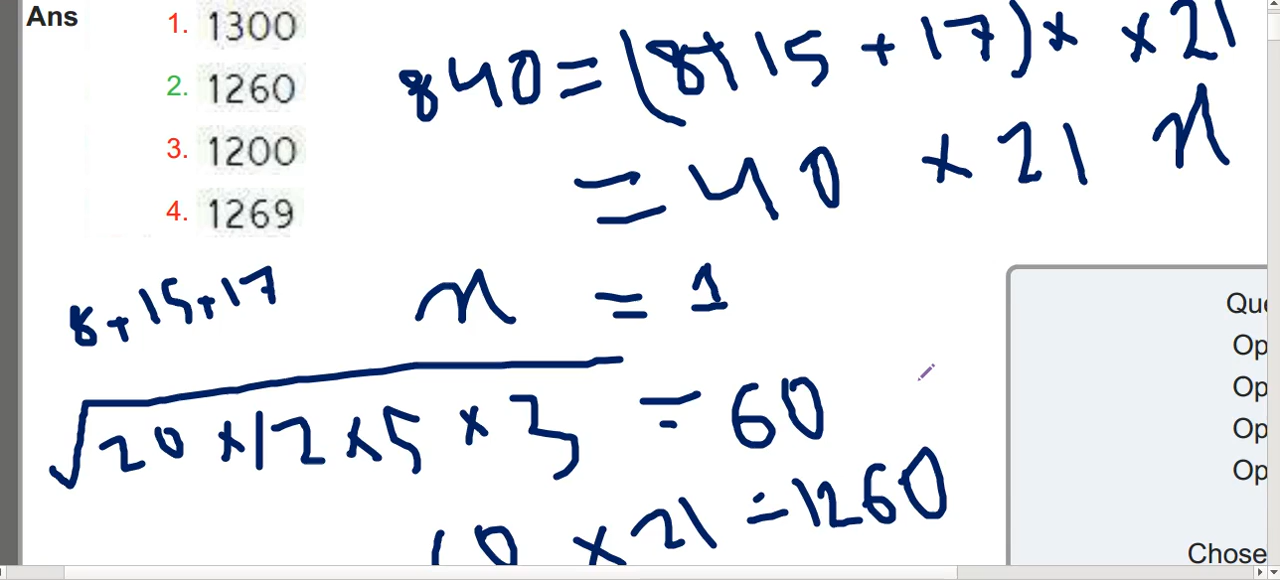 Ans 1. 1300
2. 1260
3. 1200
4. 1269
840 = (8+15+17)× ×21
= 40 ×21 x
8+15+17
x = 1
√20×12×5×3 = 60
60 ×21 = 1260
Que
Op
Op
Op
Op
Chose